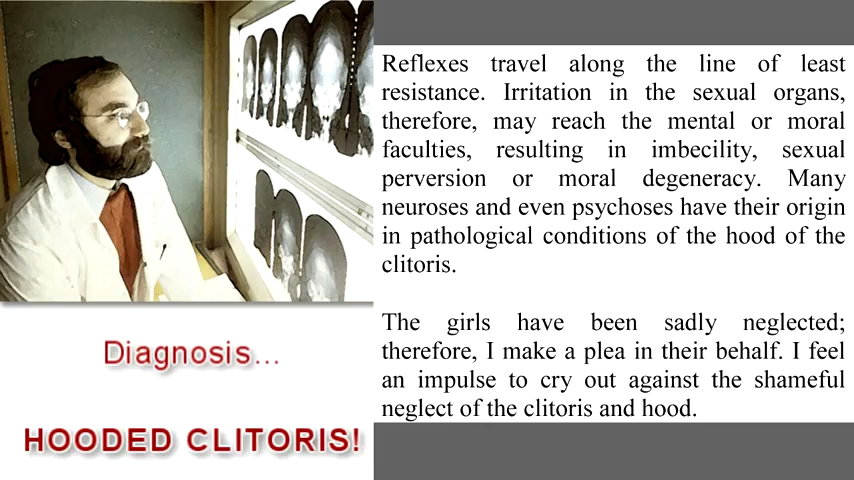 Diagnosis...
HOODED CLITORIS!
Reflexes travel along the line of least
resistance. Irritation in the sexual organs,
therefore, may reach the mental or moral
faculties, resulting in imbecility, sexual
perversion or moral degeneracy. Many
neuroses and even psychoses have their origin
in pathological conditions of the hood of the
clitoris.
The girls have been sadly neglected;
therefore, I make a plea in their behalf. I feel
an impulse to cry out against the shameful
neglect of the clitoris and hood.